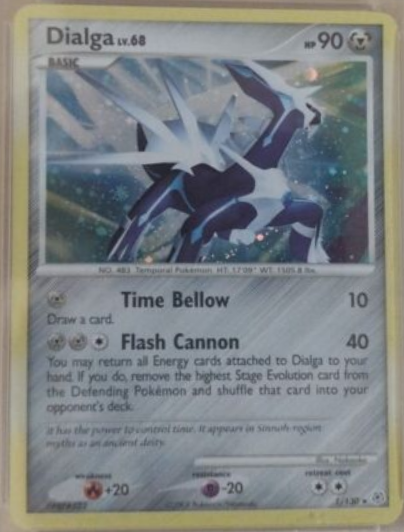 Dialga LV.68 HP 90
BASIC
NO. 483 Temporal Pokémon HT: 17'09" WT: 1505.8 lbs.
Time Bellow 10
Draw a card.
Flash Cannon 40
You may return all Energy cards attached to Dialga to your
hand. If you do, remove the highest Stage Evolution card from
the Defending Pokémon and shuffle that card into your
opponent's deck.
It has the power to control time. It appears in Sinnoh-region
myths as an ancient deity.
weakness resistance retreat cost
+20 -20
1/130